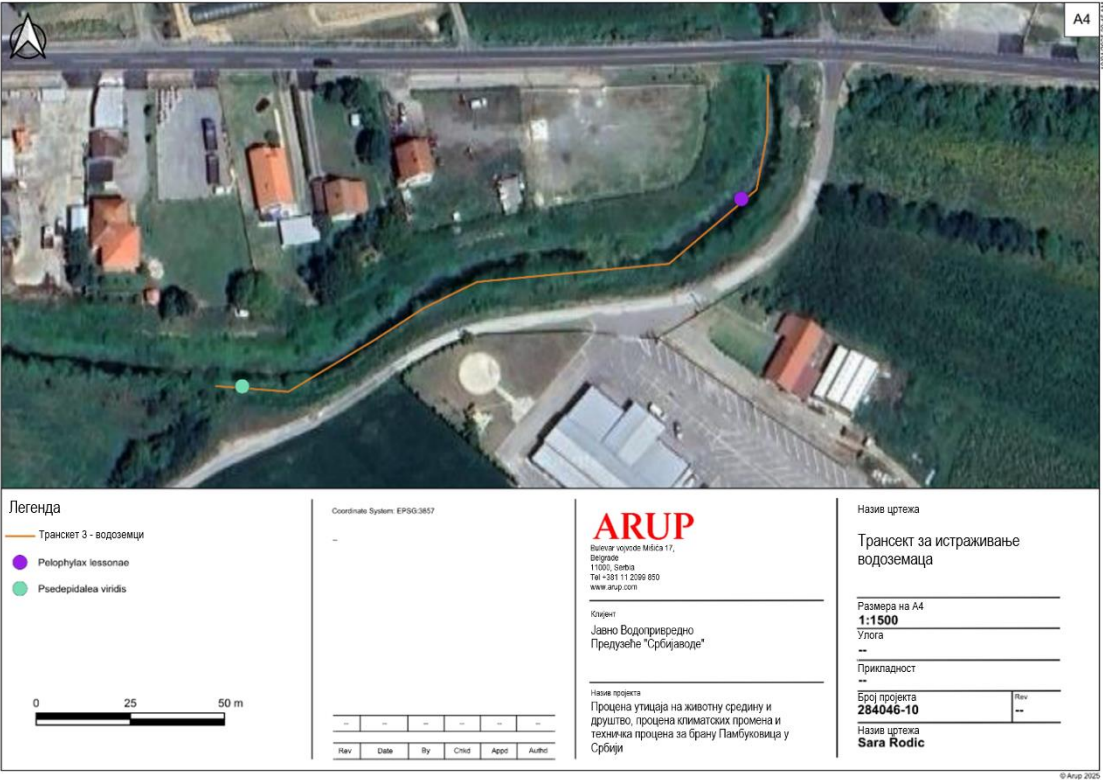 A4
Легенда
Транскет 3 - водоземци
Pelophylax lessonae
Psedepidalea viridis
0 25 50 m
Coordinate System: EPSG:3857
--
-- -- -- -- -- --
Rev Date By Chkd Appd Authd
ARUP
Bulevar vojvode Mišića 17,
Belgrade
11000, Serbia
Tel +381 11 2099 850
www.arup.com
Клијент
Јавно Водопривредно
Предузеће "Србијаводе"
Назив пројекта
Процена утицаја на животну средину и
друштво, процена климатских промена и
техничка процена за брану Памбуковица у
Србији
Назив цртежа
Трансект за истраживање
водоземаца
Размера на А4
1:1500
Улога
--
Прикладност
--
Број пројекта
284046-10
Rev
--
Назив цртежа
Sara Rodic
© Arup 2025